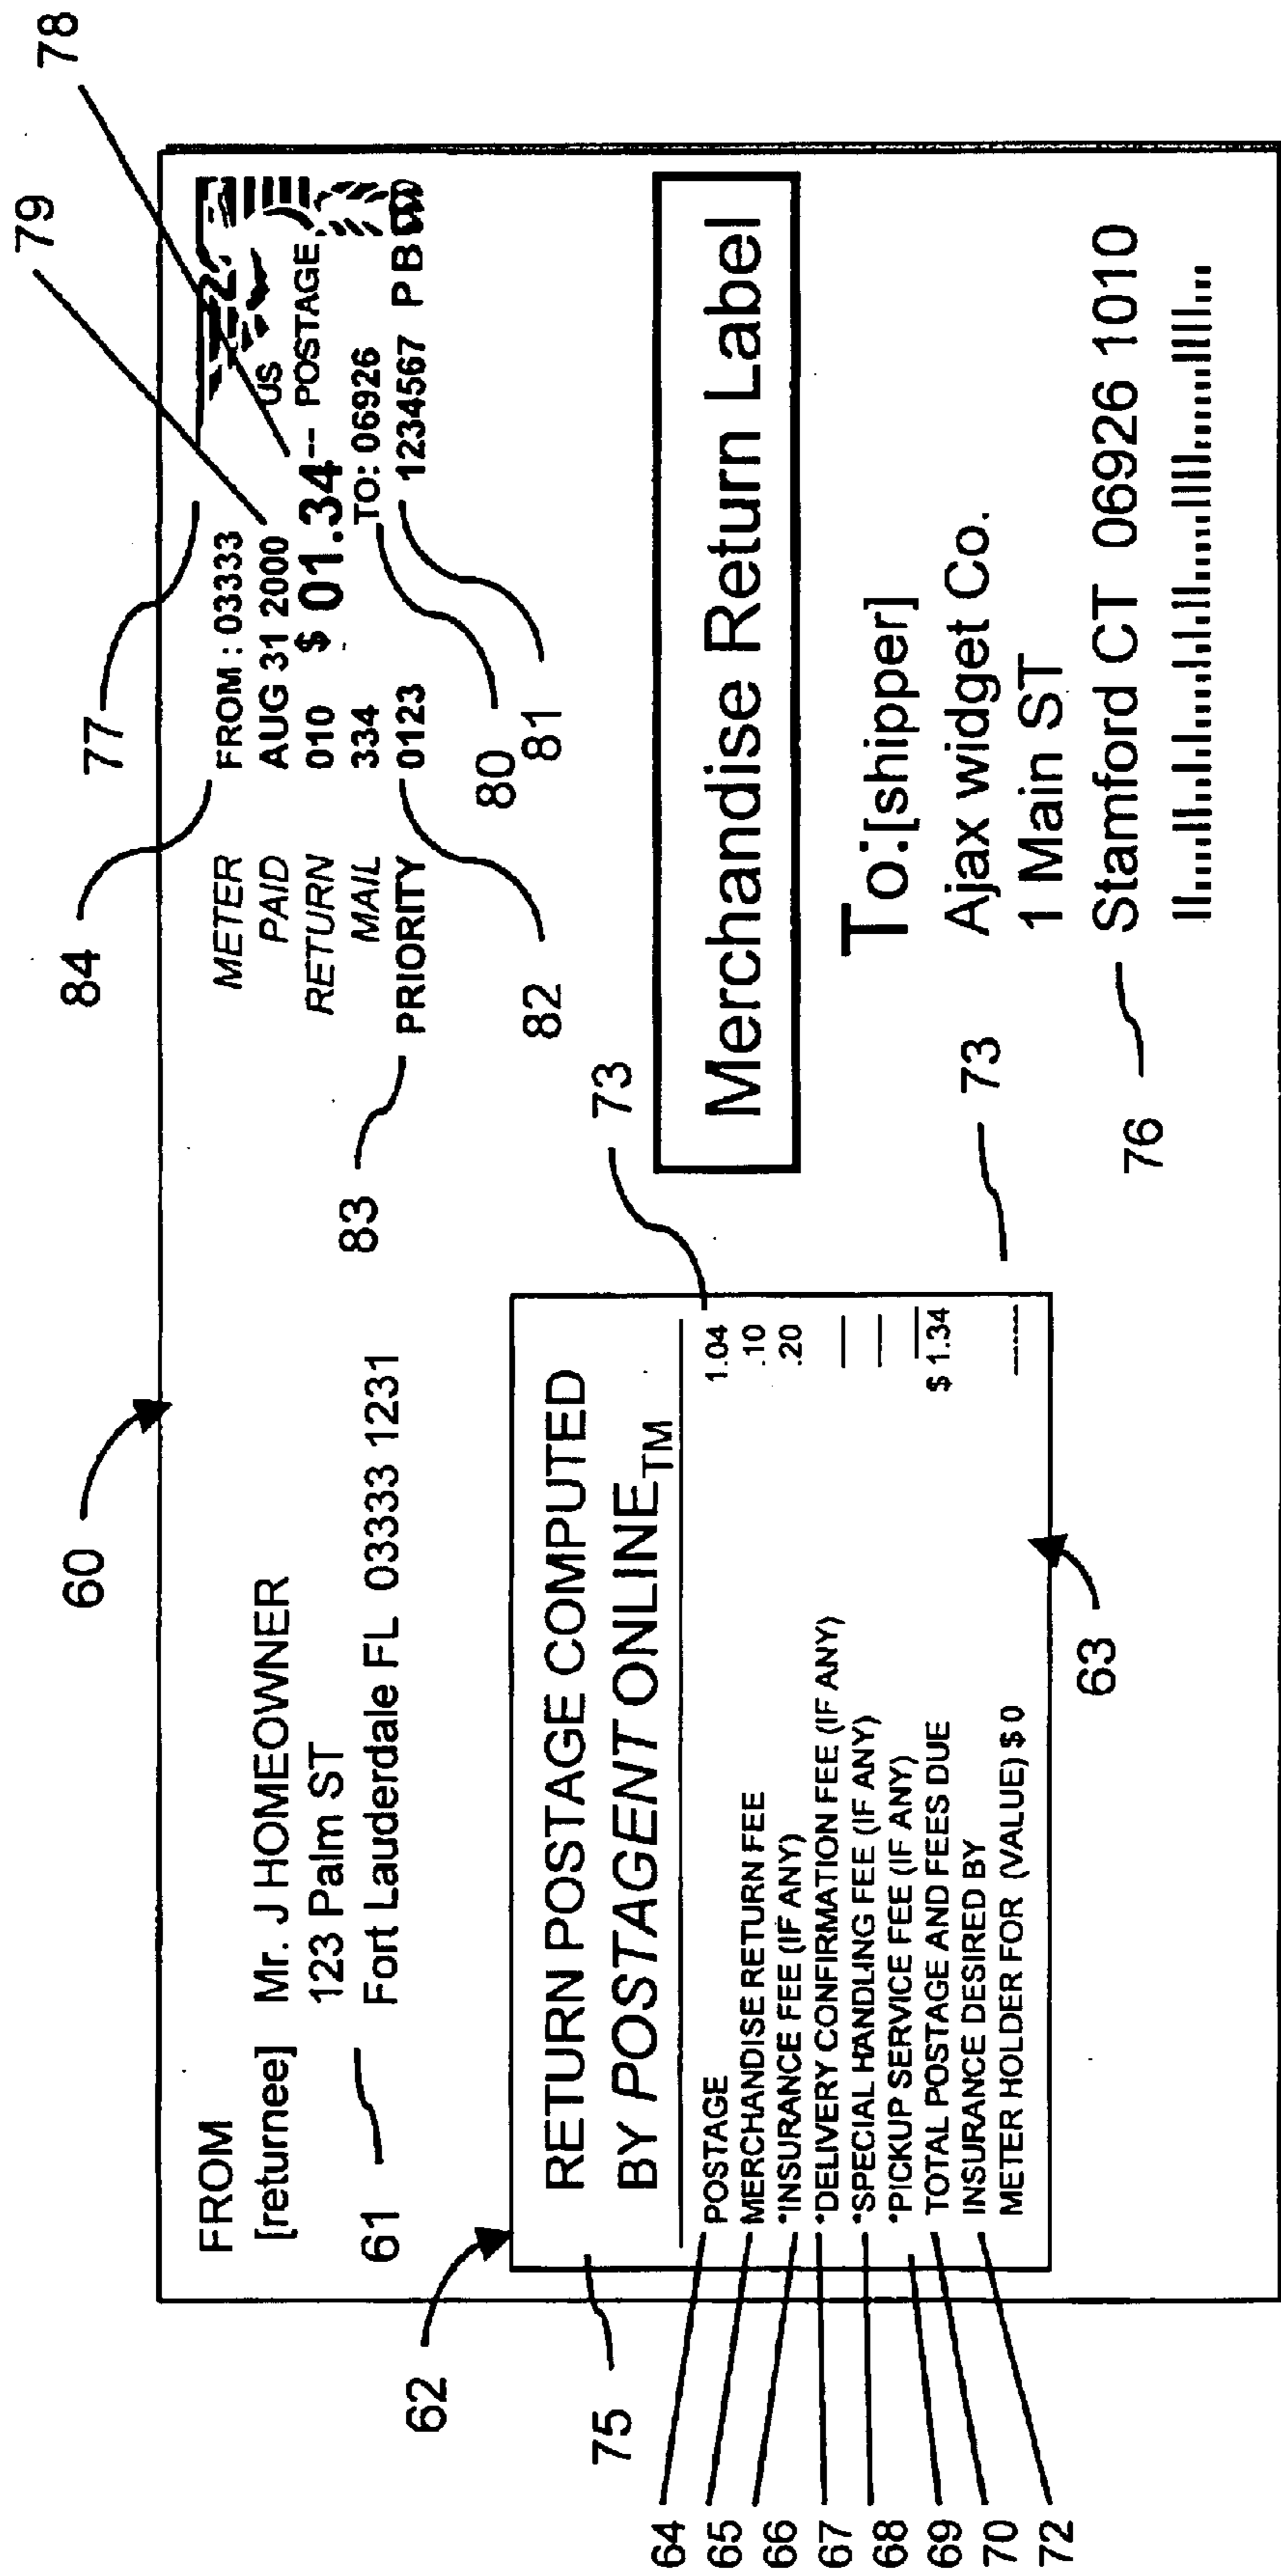 60
61
62
63
64
65
66
67
68
69
70
72
73
73
75
76
77
78
79
80
81
82
83
84
FROM
[returnee] Mr. J HOMEOWNER
123 Palm ST
Fort Lauderdale FL 03333 1231
METER FROM : 03333
PAID AUG 31 2000 US
RETURN 010 $ 01.34 -- POSTAGE
MAIL 334 TO: 06926
PRIORITY 0123 1234567 PB
RETURN POSTAGE COMPUTED
BY POSTAGENT ONLINE TM
POSTAGE 1.04
MERCHANDISE RETURN FEE .10
*INSURANCE FEE (IF ANY) .20
*DELIVERY CONFIRMATION FEE (IF ANY)
*SPECIAL HANDLING FEE (IF ANY)
*PICKUP SERVICE FEE (IF ANY)
TOTAL POSTAGE AND FEES DUE $ 1.34
INSURANCE DESIRED BY
METER HOLDER FOR (VALUE) $ 0
Merchandise Return Label
To:[shipper]
Ajax widget Co.
1 Main ST
Stamford CT 06926 1010